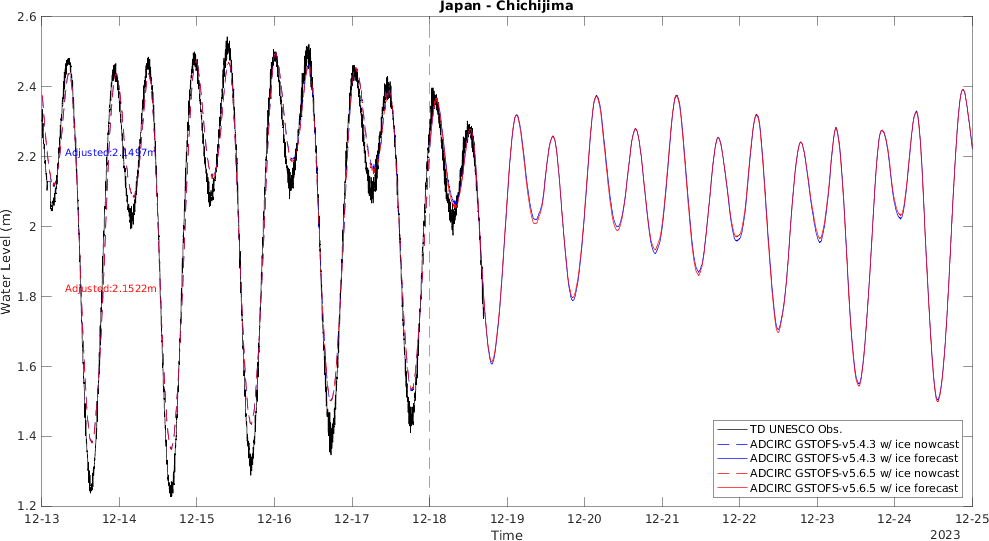 Japan - Chichijima
2.6
2.4
2.2
2
1.8
1.6
1.4
1.2
Water Level (m)
Adjusted:2.1497m
Adjusted:2.1522m
TD UNESCO Obs.
ADCIRC GSTOFS-v5.4.3 w/ ice nowcast
ADCIRC GSTOFS-v5.4.3 w/ ice forecast
ADCIRC GSTOFS-v5.6.5 w/ ice nowcast
ADCIRC GSTOFS-v5.6.5 w/ ice forecast
12-13 12-14 12-15 12-16 12-17 12-18 12-19 12-20 12-21 12-22 12-23 12-24 12-25
Time
2023